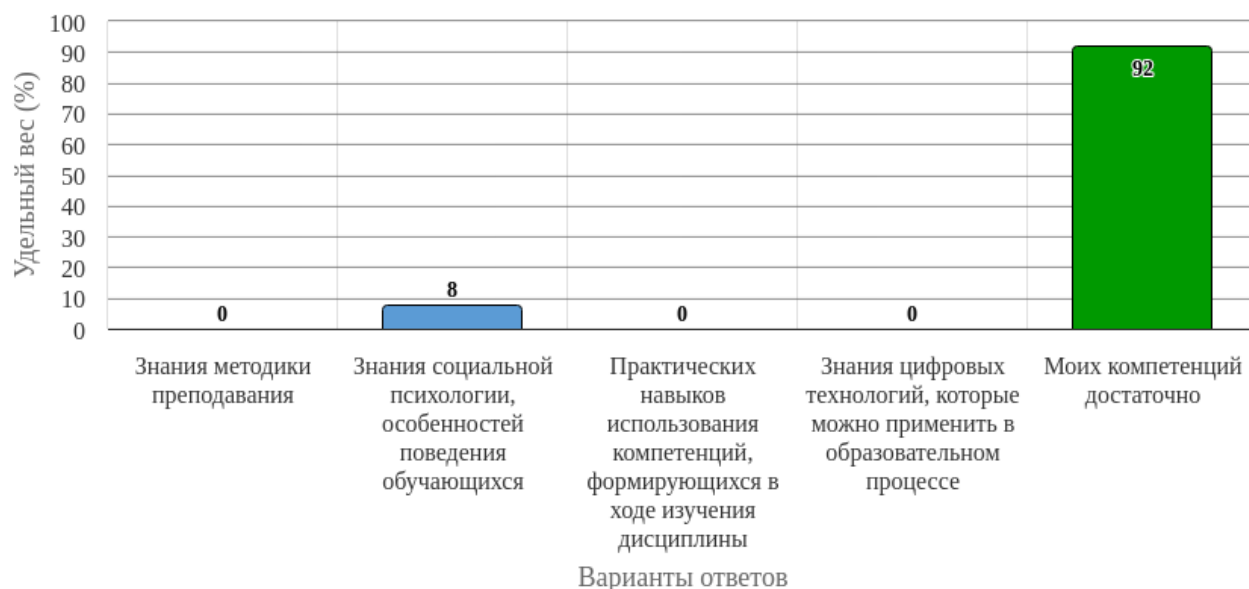 Удельный вес (%)
100
90
80
70
60
50
40
30
20
10
0
0
8
0
0
92
Знания методики
преподавания
Знания социальной
психологии,
особенностей
поведения
обучающихся
Практических
навыков
использования
компетенций,
формирующихся в
ходе изучения
дисциплины
Знания цифровых
технологий, которые
можно применить в
образовательном
процессе
Моих компетенций
достаточно
Варианты ответов